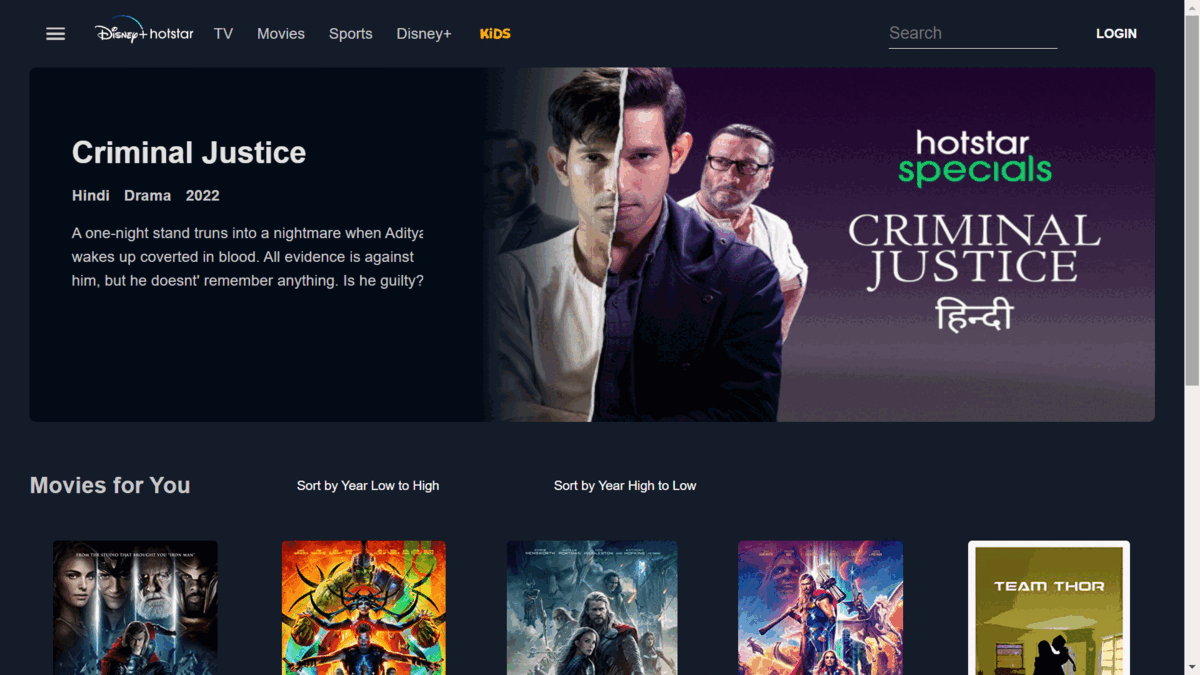 Disney+ hotstar TV Movies Sports Disney+ KiDS Search LOGIN
Criminal Justice
Hindi Drama 2022
A one-night stand truns into a nightmare when Aditya
wakes up coverted in blood. All evidence is against
him, but he doesnt' remember anything. Is he guilty?
hotstar
specials
CRIMINAL
JUSTICE
हिन्दी
Movies for You Sort by Year Low to High Sort by Year High to Low
FROM THE STUDIO THAT BROUGHT YOU "IRON MAN"
TEAM THOR